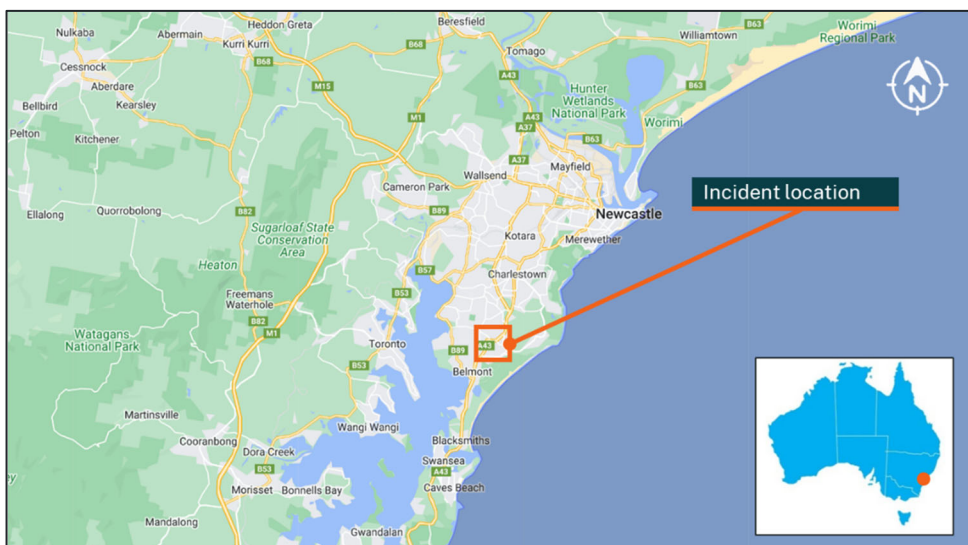 Nulkaba
Abermain
Heddon Greta
Kurri Kurri
Beresfield
Williamtown
Worimi
Regional Park
B68
B68
Tomago
Cessnock
Aberdare
Kearsley
A43
B63
N
M15
Hunter
Wetlands
National Park
Bellbird
M1
A43
Worimi
Pelton
Kitchener
A37
B63
A37
Mayfield
Wallsend
Cameron Park
Incident location
Ellalong
Quorrobolong
B82
B89
Newcastle
Sugarloaf State
Conservation
Area
Kotara
Merewether
Heaton
B57
Charlestown
Freemans
Waterhole
B53
B82
M1
Watagans
National Park
Toronto
B89
A43
B53
Belmont
Martinsville
Wangi Wangi
Cooranbong
Dora Creek
Blacksmiths
B53
Swansea
Morisset
Bonnells Bay
A43
Caves Beach
Mandalong
Gwandalan